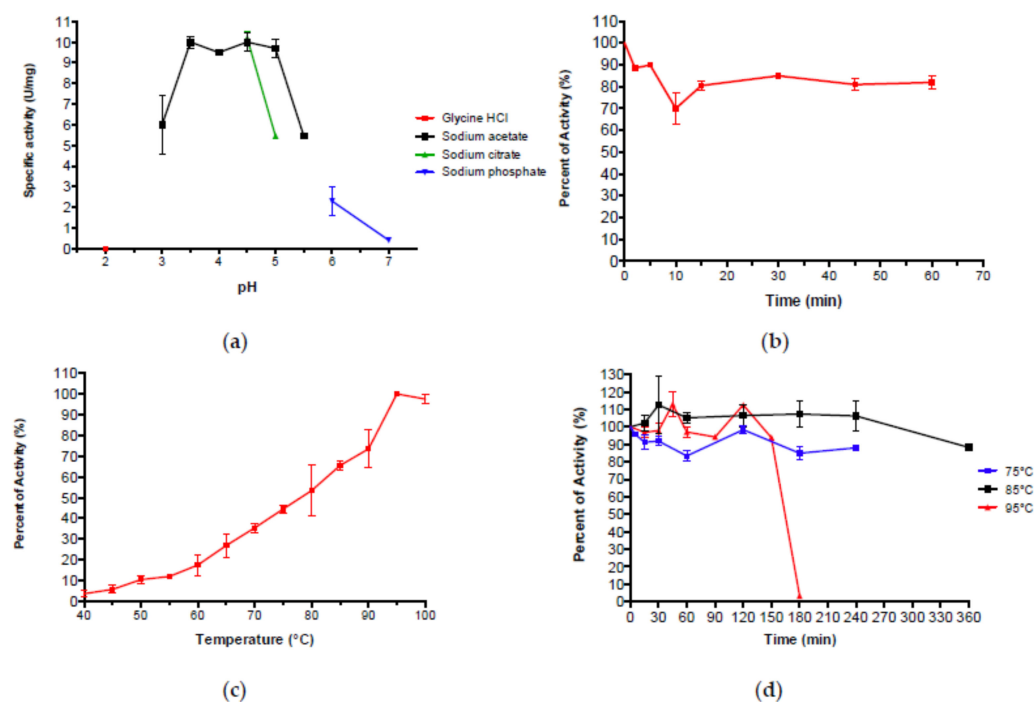 11
10
9
8
7
6
5
4
3
2
1
0
Specific activity (U/mg)
2 3 4 5 6 7
pH
Glycine HCl
Sodium acetate
Sodium citrate
Sodium phosphate
(a)
100
90
80
70
60
50
40
30
20
10
0
Percent of Activity (%)
0 10 20 30 40 50 60 70
Time (min)
(b)
110
100
90
80
70
60
50
40
30
20
10
0
Percent of Activity (%)
40 50 60 70 80 90 100
Temperature (°C)
(c)
130
120
110
100
90
80
70
60
50
40
30
20
10
0
Percent of Activity (%)
0 30 60 90 120 150 180 210 240 270 300 330 360
Time (min)
75°C
85°C
95°C
(d)